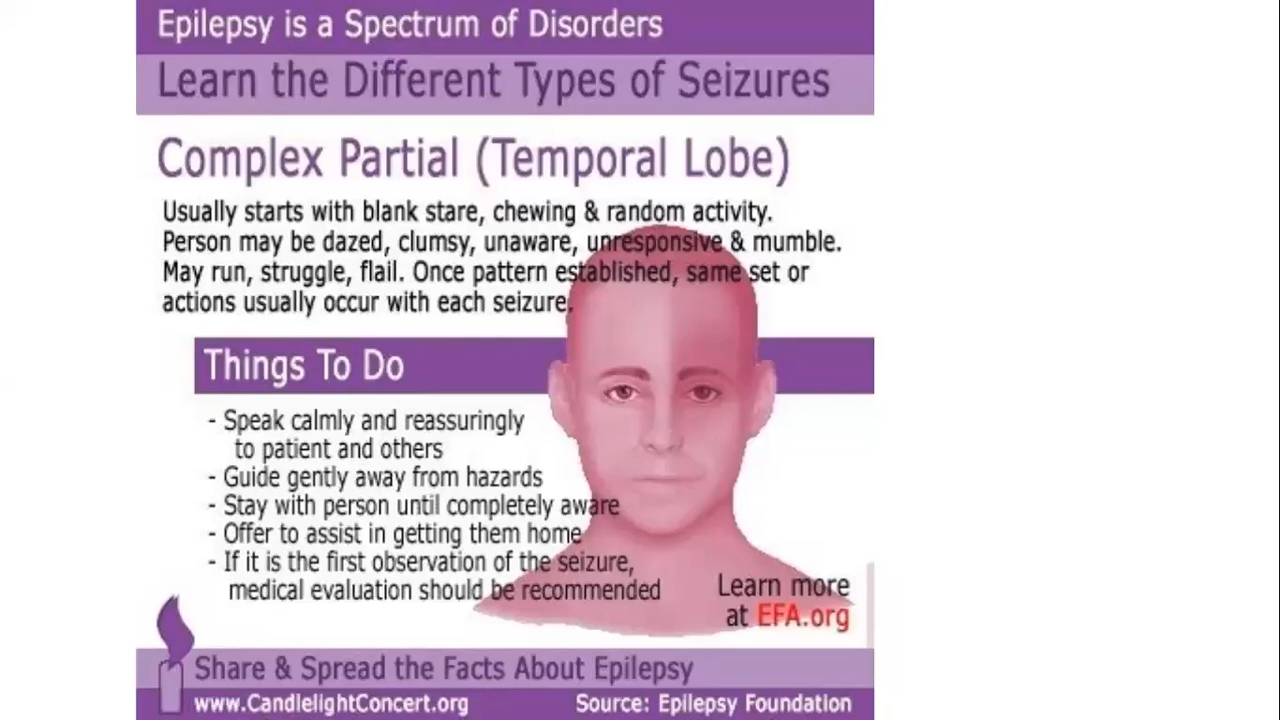 Epilepsy is a Spectrum of Disorders
Learn the Different Types of Seizures
Complex Partial (Temporal Lobe)
Usually starts with blank stare, chewing & random activity.
Person may be dazed, clumsy, unaware, unresponsive & mumble.
May run, struggle, flail. Once pattern established, same set or
actions usually occur with each seizure.
Things To Do
- Speak calmly and reassuringly
to patient and others
- Guide gently away from hazards
- Stay with person until completely aware
- Offer to assist in getting them home
- If it is the first observation of the seizure,
medical evaluation should be recommended
Learn more
at EFA.org
Share & Spread the Facts About Epilepsy
www.CandlelightConcert.org
Source: Epilepsy Foundation